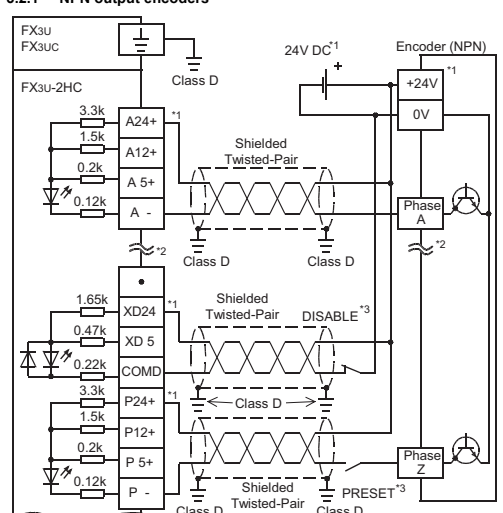 5.2.1 NPN output encoders
FX3U
FX3UC
Class D
24V DC*1
+
Encoder (NPN)
FX3U-2HC
+24V
*1
0V
3.3k
A24+
*1
1.5k
A12+
0.2k
A 5+
0.12k
A -
Shielded
Twisted-Pair
Phase
A
*2
*2
Class D
Class D
1.65k
XD24
*1
0.47k
XD 5
0.22k
COMD
Shielded
Twisted-Pair
DISABLE*3
Class D
3.3k
P24+
*1
1.5k
P12+
0.2k
P 5+
0.12k
P -
Phase
Z
PRESET*3
Shielded
Twisted-Pair
Class D
Class D